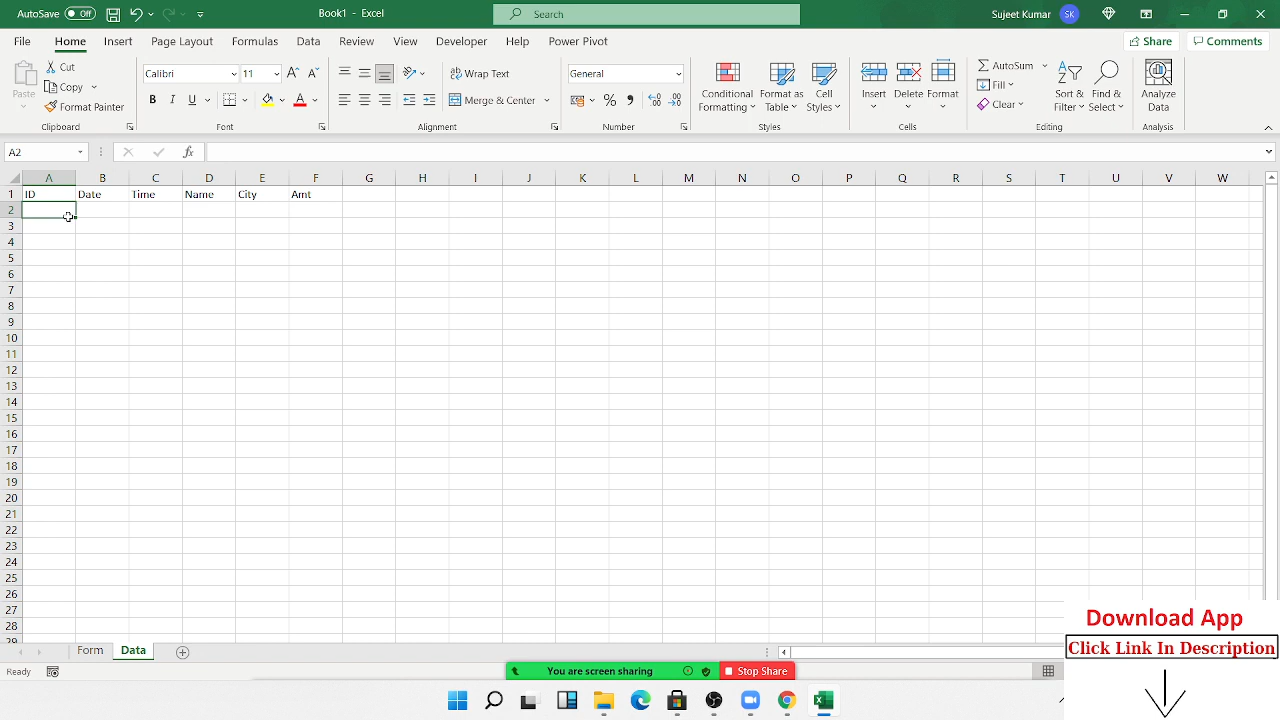 AutoSave Off Book1 - Excel Search Sujeet Kumar SK
File Home Insert Page Layout Formulas Data Review View Developer Help Power Pivot Share Comments
Paste Cut Copy Format Painter
Calibri 11
B I U A
Wrap Text
Merge & Center
General
Conditional Formatting
Format as Table
Cell Styles
Insert Delete Format
AutoSum
Fill
Clear
Sort & Filter
Find & Select
Analyze Data
Clipboard Font Alignment Number Styles Cells Editing Analysis
A2 fx
A B C D E F G H I J K L M N O P Q R S T U V W
1 ID Date Time Name City Amt
2
3
4
5
6
7
8
9
10
11
12
13
14
15
16
17
18
19
20
21
22
23
24
25
26
27
28
29
Form Data
Ready
You are screen sharing Stop Share
Download App
Click Link In Description